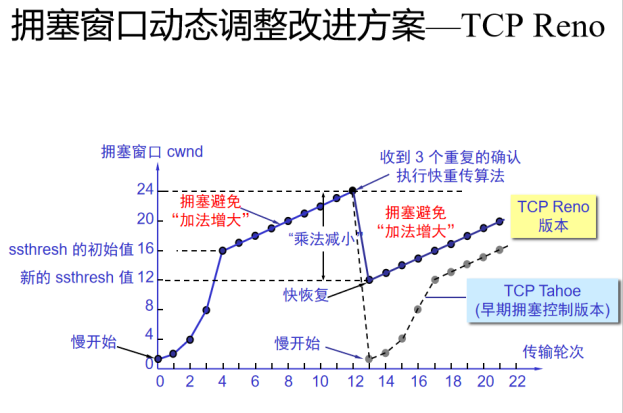 拥塞窗口动态调整改进方案—TCP Reno
拥塞窗口 cwnd
收到 3 个重复的确认
执行快重传算法
24
拥塞避免
“加法增大”
拥塞避免
“加法增大”
TCP Reno
版本
20
“乘法减小”
ssthresh 的初始值 16
新的 ssthresh 值 12
快恢复
TCP Tahoe
(早期拥塞控制版本)
8
4
慢开始
慢开始
传输轮次
0
0 2 4 6 8 10 12 14 16 18 20 22